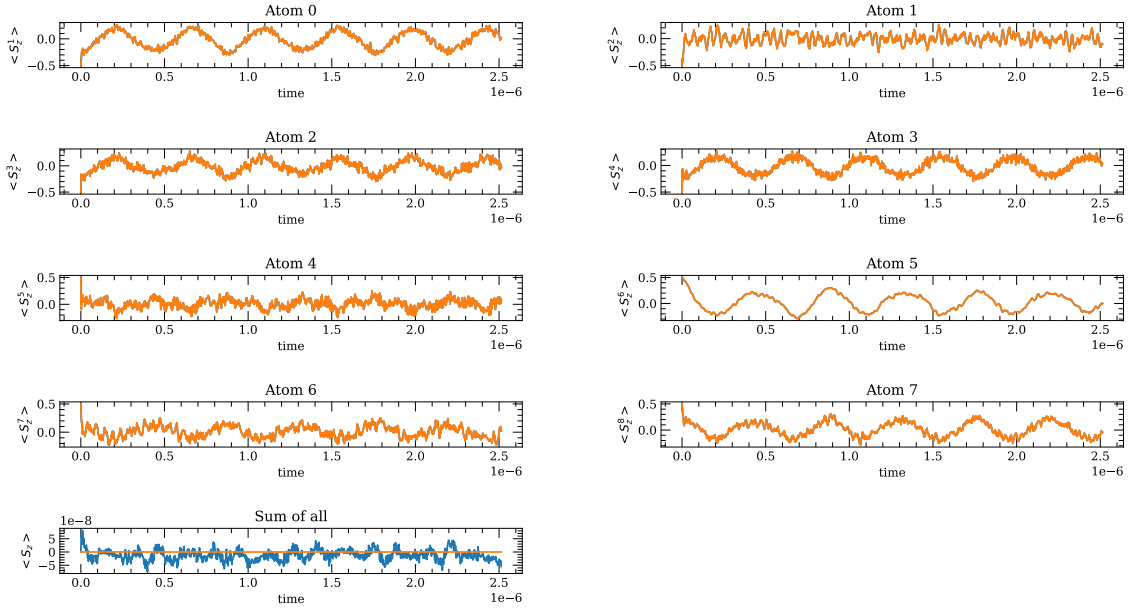 Atom 0
Atom 1
< S_z^1 >
0.0
−0.5
< S_z^2 >
0.0
−0.5
0.0 0.5 1.0 1.5 2.0 2.5
1e−6
time
0.0 0.5 1.0 1.5 2.0 2.5
1e−6
time
Atom 2
Atom 3
< S_z^3 >
0.0
−0.5
< S_z^4 >
0.0
−0.5
0.0 0.5 1.0 1.5 2.0 2.5
1e−6
time
0.0 0.5 1.0 1.5 2.0 2.5
1e−6
time
Atom 4
Atom 5
< S_z^5 >
0.5
0.0
< S_z^6 >
0.5
0.0
0.0 0.5 1.0 1.5 2.0 2.5
1e−6
time
0.0 0.5 1.0 1.5 2.0 2.5
1e−6
time
Atom 6
Atom 7
< S_z^7 >
0.5
0.0
< S_z^8 >
0.5
0.0
0.0 0.5 1.0 1.5 2.0 2.5
1e−6
time
0.0 0.5 1.0 1.5 2.0 2.5
1e−6
time
Sum of all
1e−8
< S_z >
5
0
−5
0.0 0.5 1.0 1.5 2.0 2.5
1e−6
time